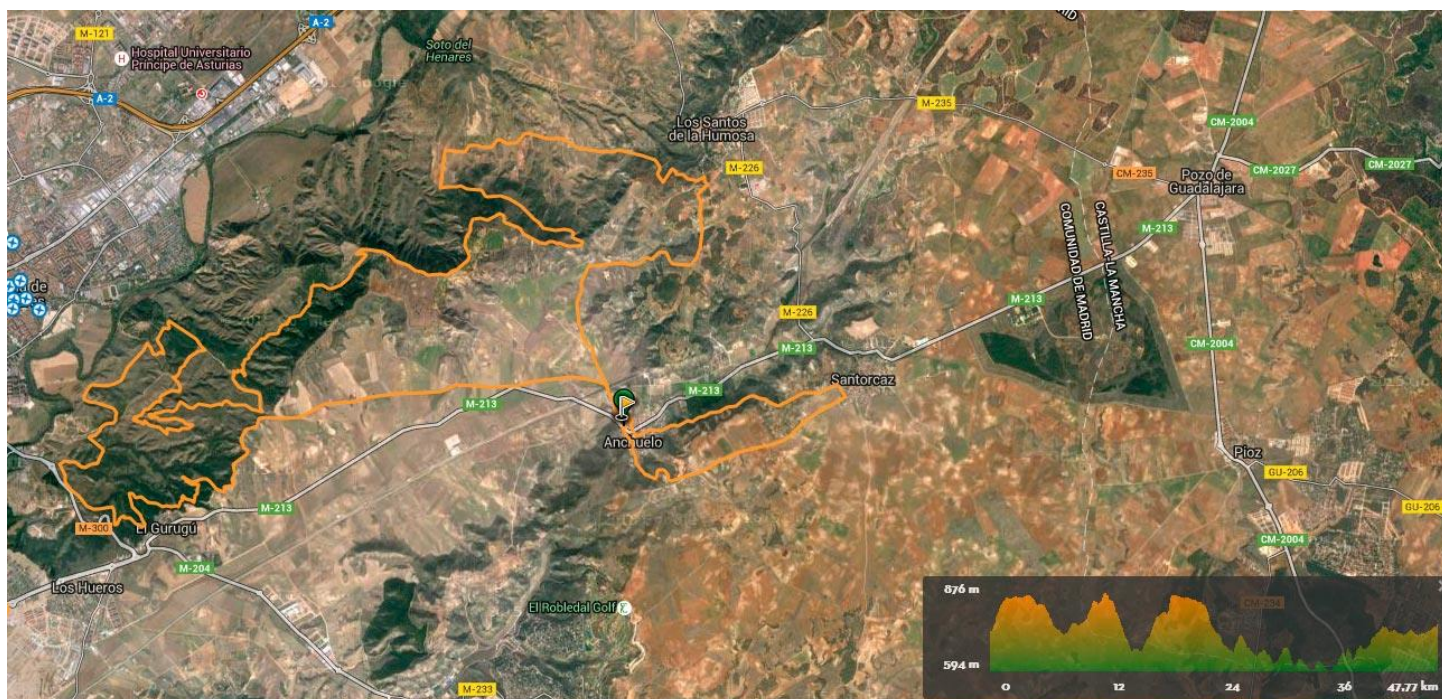 M-121
A-2
Hospital Universitario
Príncipe de Asturias
A-2
Soto del
Henares
Los Santos
de la Humosa
M-235
M-226
CM-2004
CM-2027
CM-2027
CM-235
Pozo de
Guadalajara
M-213
COMUNIDAD DE MADRID
CASTILLA-LA MANCHA
M-226
M-213
M-213
CM-2004
Santorcaz
M-213
M-213
Anchuelo
Pioz
GU-206
GU-206
M-213
M-300
El Gurugú
M-204
CM-2004
Los Hueros
El Robledal Golf
M-233
876 m
594 m
0
12
24
36
47.77 km